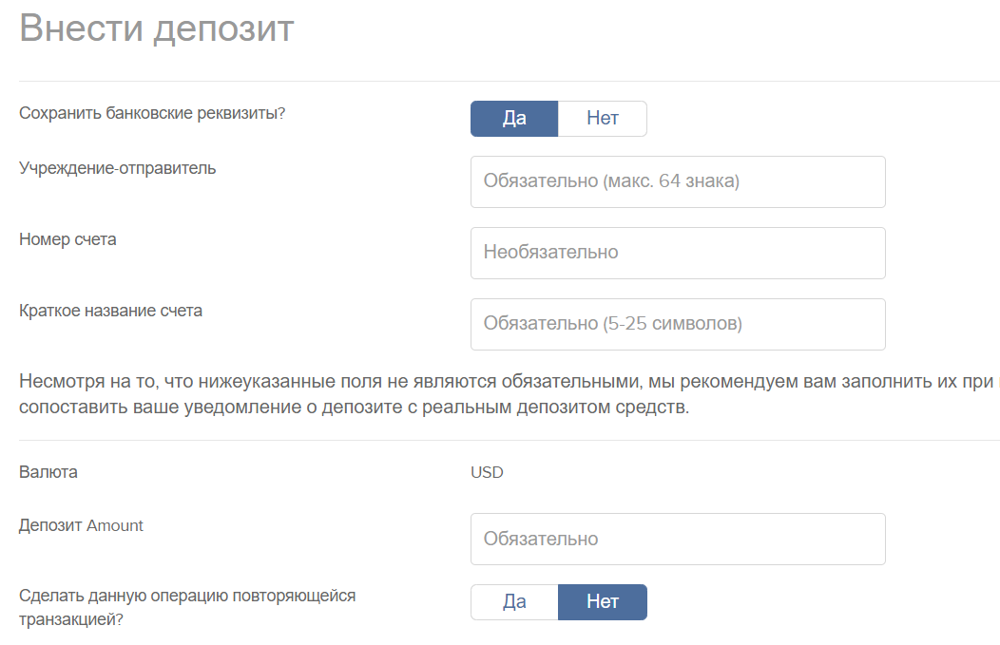 Внести депозит
Сохранить банковские реквизиты?
Да
Нет
Учреждение-отправитель
Обязательно (макс. 64 знака)
Номер счета
Необязательно
Краткое название счета
Обязательно (5-25 символов)
Несмотря на то, что нижеуказанные поля не являются обязательными, мы рекомендуем вам заполнить их при
сопоставить ваше уведомление о депозите с реальным депозитом средств.
Валюта
USD
Депозит Amount
Обязательно
Сделать данную операцию повторяющейся
транзакцией?
Да
Нет